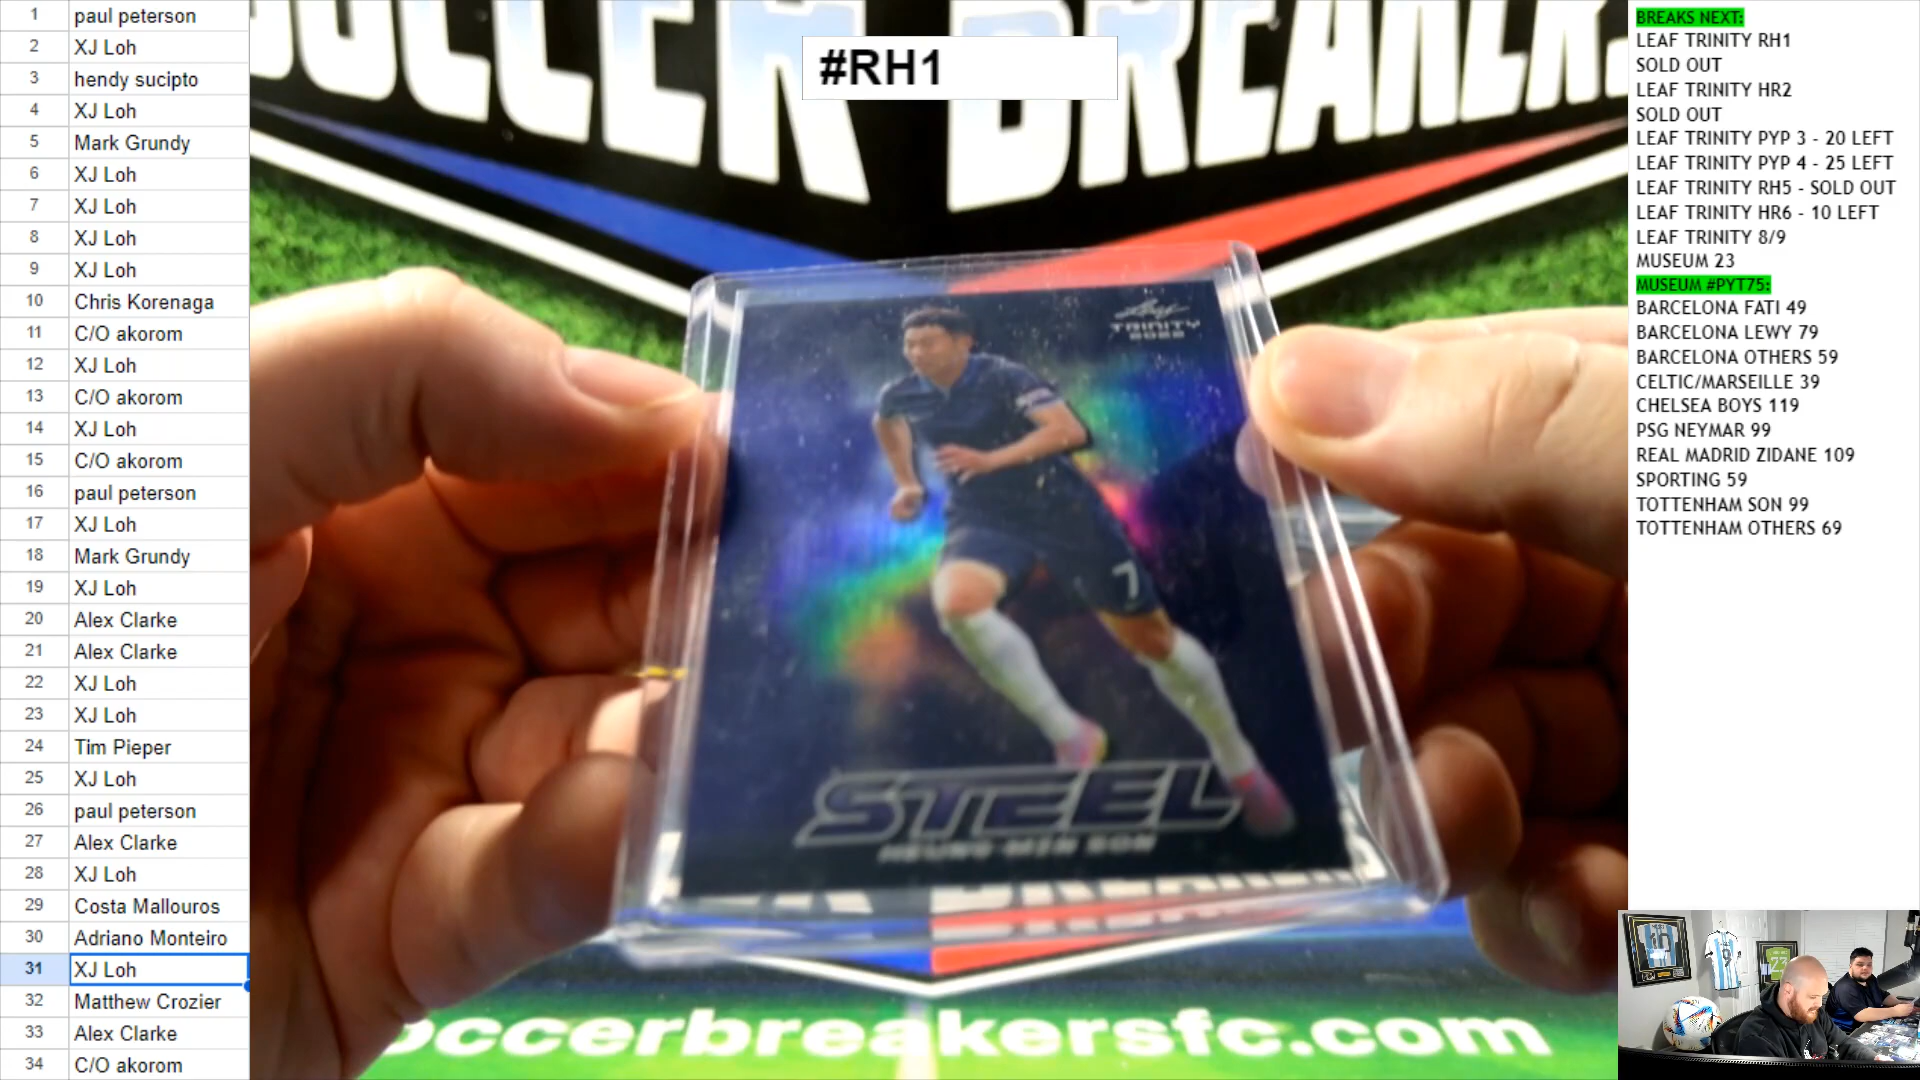 1 paul peterson
2 XJ Loh
3 hendy sucipto
4 XJ Loh
5 Mark Grundy
6 XJ Loh
7 XJ Loh
8 XJ Loh
9 XJ Loh
10 Chris Korenaga
11 C/O akorom
12 XJ Loh
13 C/O akorom
14 XJ Loh
15 C/O akorom
16 paul peterson
17 XJ Loh
18 Mark Grundy
19 XJ Loh
20 Alex Clarke
21 Alex Clarke
22 XJ Loh
23 XJ Loh
24 Tim Pieper
25 XJ Loh
26 paul peterson
27 Alex Clarke
28 XJ Loh
29 Costa Mallouros
30 Adriano Monteiro
31 XJ Loh
32 Matthew Crozier
33 Alex Clarke
34 C/O akorom
SOCCER BREAKERS
#RH1
Leaf
TRINITY
2022
7
STEEL
HEUNG-MIN SON
soccerbreakersfc.com
BREAKS NEXT:
LEAF TRINITY RH1
SOLD OUT
LEAF TRINITY HR2
SOLD OUT
LEAF TRINITY PYP 3 - 20 LEFT
LEAF TRINITY PYP 4 - 25 LEFT
LEAF TRINITY RH5 - SOLD OUT
LEAF TRINITY HR6 - 10 LEFT
LEAF TRINITY 8/9
MUSEUM 23
MUSEUM #PYT75:
BARCELONA FATI 49
BARCELONA LEWY 79
BARCELONA OTHERS 59
CELTIC/MARSEILLE 39
CHELSEA BOYS 119
PSG NEYMAR 99
REAL MADRID ZIDANE 109
SPORTING 59
TOTTENHAM SON 99
TOTTENHAM OTHERS 69